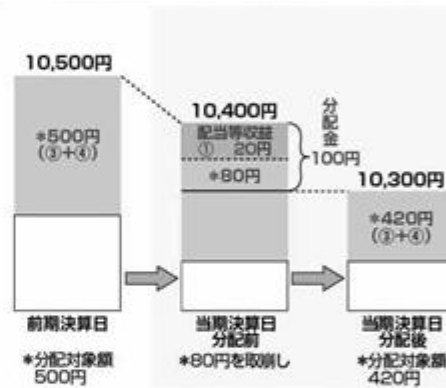 10,500円
*500円
(③+④)
前期決算日
*分配対象額
500円
10,400円
配当等収益
① 20円
*80円
分配金
100円
当期決算日
分配前
*80円を取崩し
10,300円
*420円
(③+④)
当期決算日
分配後
*分配対象額
420円